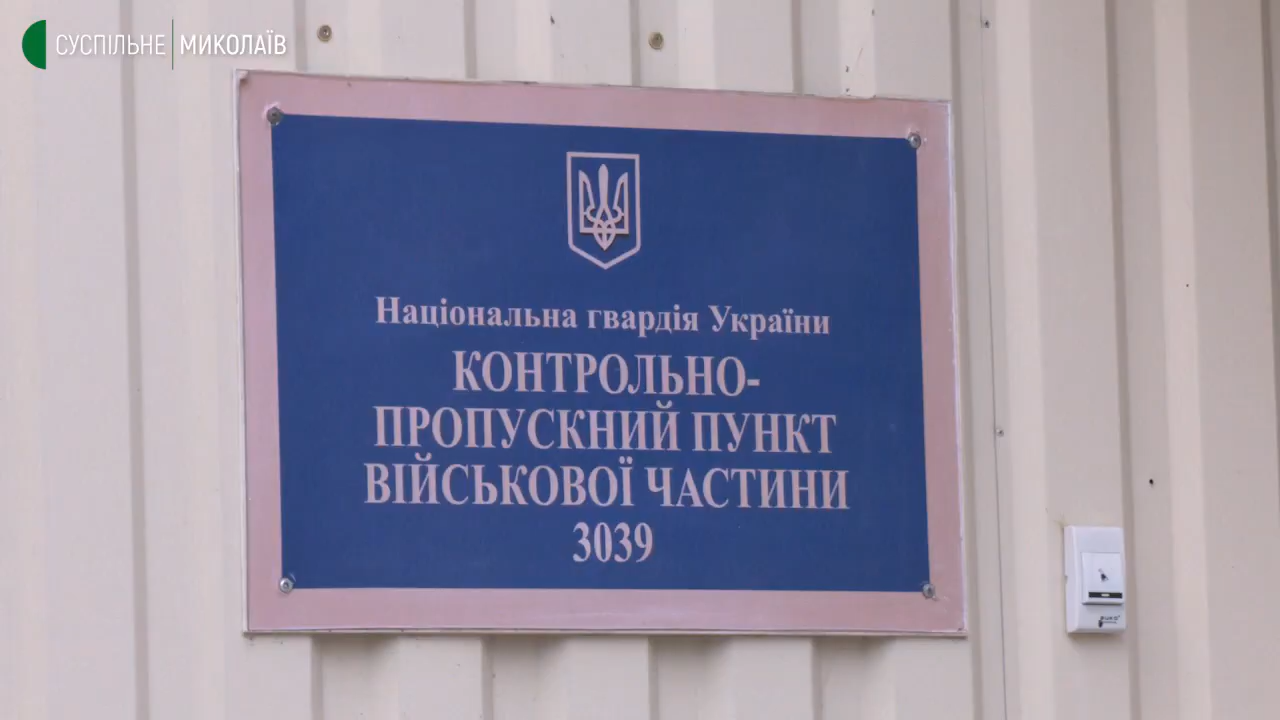 СУСПІЛЬНЕ МИКОЛАЇВ
Національна гвардія України
КОНТРОЛЬНО-
ПРОПУСКНИЙ ПУНКТ
ВІЙСЬКОВОЇ ЧАСТИНИ
3039